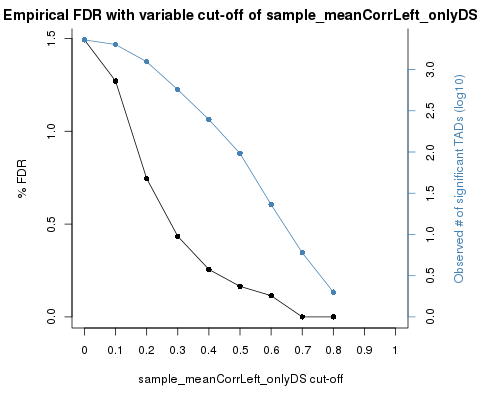 Empirical FDR with variable cut-off of sample_meanCorrLeft_onlyDS
% FDR
1.5
1.0
0.5
0.0
0 0.1 0.2 0.3 0.4 0.5 0.6 0.7 0.8 0.9 1
sample_meanCorrLeft_onlyDS cut-off
3.0
2.5
2.0
1.5
1.0
0.5
0.0
Observed # of significant TADs (log10)